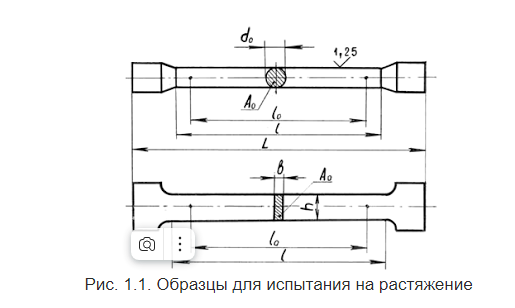 d₀
1,25
A₀
l₀
l
L
в
A₀
h
l₀
l
Рис. 1.1. Образцы для испытания на растяжение